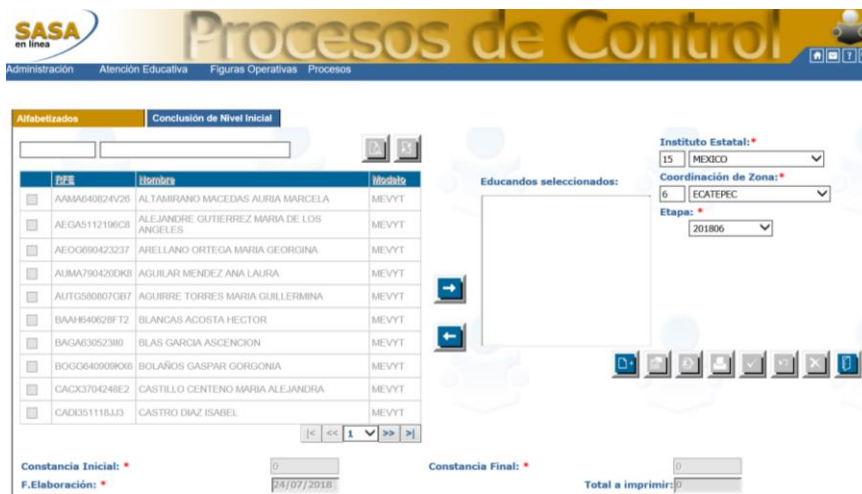 SASA
en línea
Procesos de Control
Administración Atención Educativa Figuras Operativas Procesos
Alfabetizados Conclusión de Nivel Inicial
Instituto Estatal:*
15 MEXICO
Coordinación de Zona:*
6 ECATEPEC
Etapa: *
201806
Educandos seleccionados:
RFE Nombre Modelo
AAMA640824V26 ALTAMIRANO MACEDAS AURIA MARCELA MEVYT
AEGA5112196C8 ALEJANDRE GUTIERREZ MARIA DE LOS
ANGELES MEVYT
AEOG690423237 ARELLANO ORTEGA MARIA GEORGINA MEVYT
AUMA790420DK8 AGUILAR MENDEZ ANA LAURA MEVYT
AUTG580807GB7 AGUIRRE TORRES MARIA GUILLERMINA MEVYT
BAAH640628FT2 BLANCAS ACOSTA HECTOR MEVYT
BLAS GARCIA ASCENCION MEVYT
BOLAÑOS GASPAR GORGONIA MEVYT
CACX3704248E2 CASTILLO CENTENO MARIA ALEJANDRA MEVYT
CADI351118JJ3 CASTRO DIAZ ISABEL MEVYT
|< << 1 >> >|
Constancia Inicial: * 0 Constancia Final: * 0
F.Elaboración: * 24/07/2018 Total a imprimir: 0